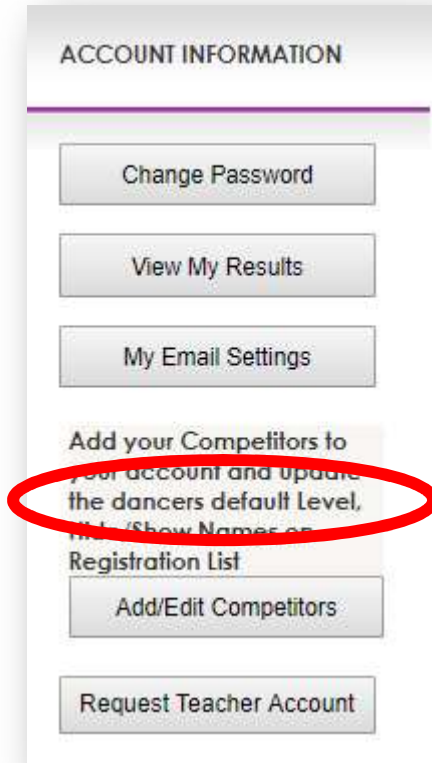 ACCOUNT INFORMATION
Change Password
View My Results
My Email Settings
Add your Competitors to
your account and update
the dancers default Level,
/Show Names on
Registration List
Add/Edit Competitors
Request Teacher Account